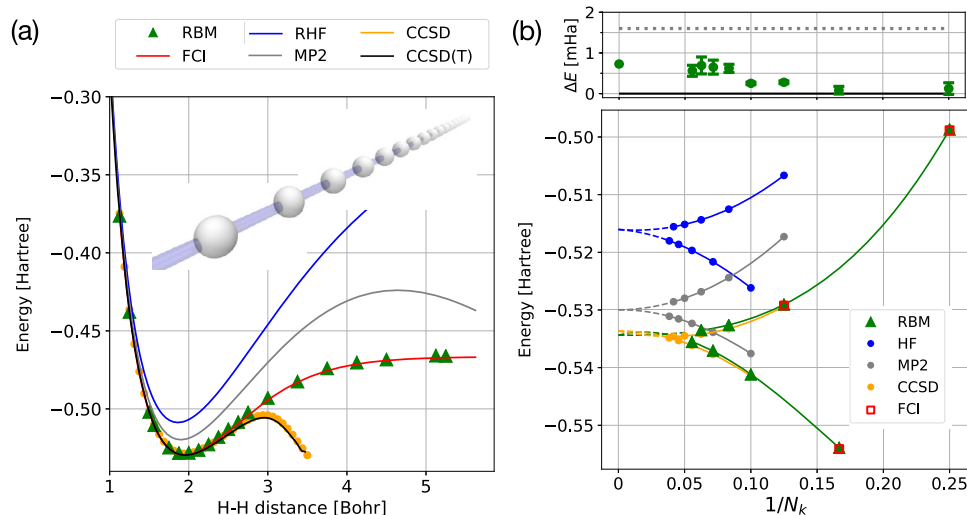 (a)
RBM RHF CCSD
FCI MP2 CCSD(T)
Energy [Hartree]
−0.30
−0.35
−0.40
−0.45
−0.50
1 2 3 4 5
H-H distance [Bohr]
(b)
ΔE [mHa]
2
1
0
Energy [Hartree]
−0.50
−0.51
−0.52
−0.53
−0.54
−0.55
RBM
HF
MP2
CCSD
FCI
0 0.05 0.10 0.15 0.20 0.25
1/Nk